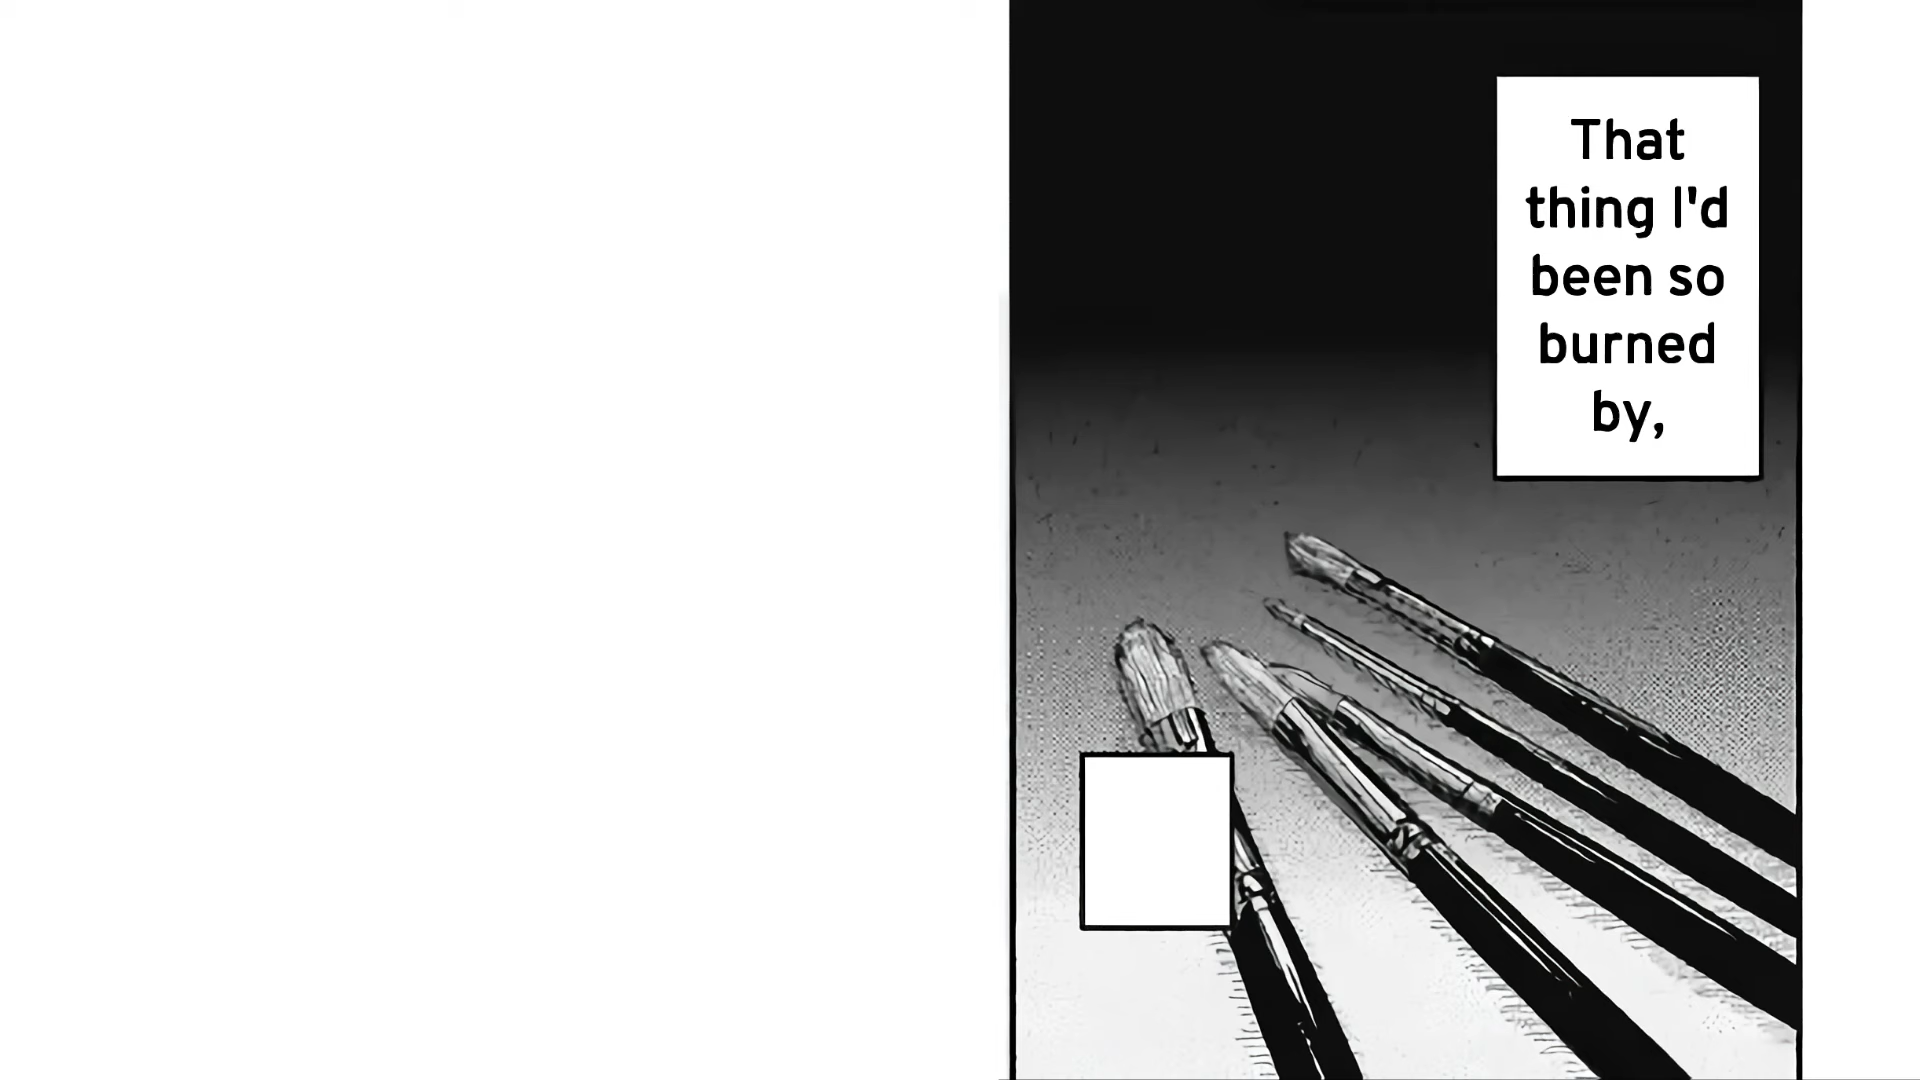 That
thing I'd
been so
burned
by,